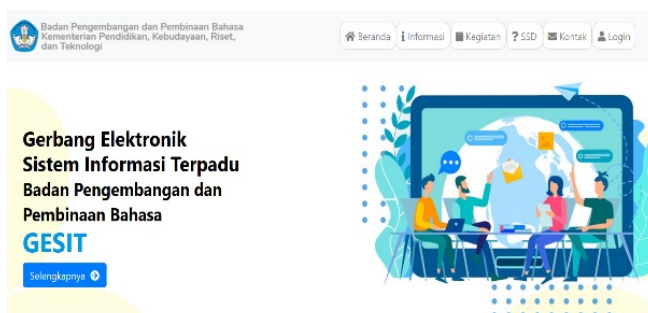 Badan Pengembangan dan Pembinaan Bahasa
Kementerian Pendidikan, Kebudayaan, Riset,
dan Teknologi
Beranda Informasi Kegiatan SSD Kontak Login
Gerbang Elektronik
Sistem Informasi Terpadu
Badan Pengembangan dan
Pembinaan Bahasa
GESIT
Selengkapnya